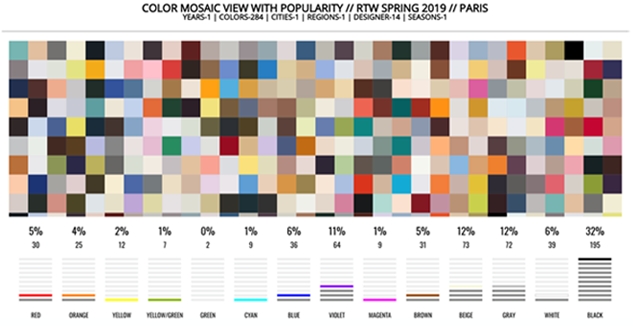 COLOR MOSAIC VIEW WITH POPULARITY // RTW SPRING 2019 // PARIS
YEARS-1 | COLORS-284 | CITIES-1 | REGIONS-1 | DESIGNER-14 | SEASONS-1
5% 4% 2% 1% 0% 1% 6% 11% 1% 5% 12% 12% 6% 32%
30 25 12 7 2 9 36 64 9 31 73 72 39 195
RED ORANGE YELLOW YELLOW/GREEN GREEN CYAN BLUE VIOLET MAGENTA BROWN BEIGE GRAY WHITE BLACK